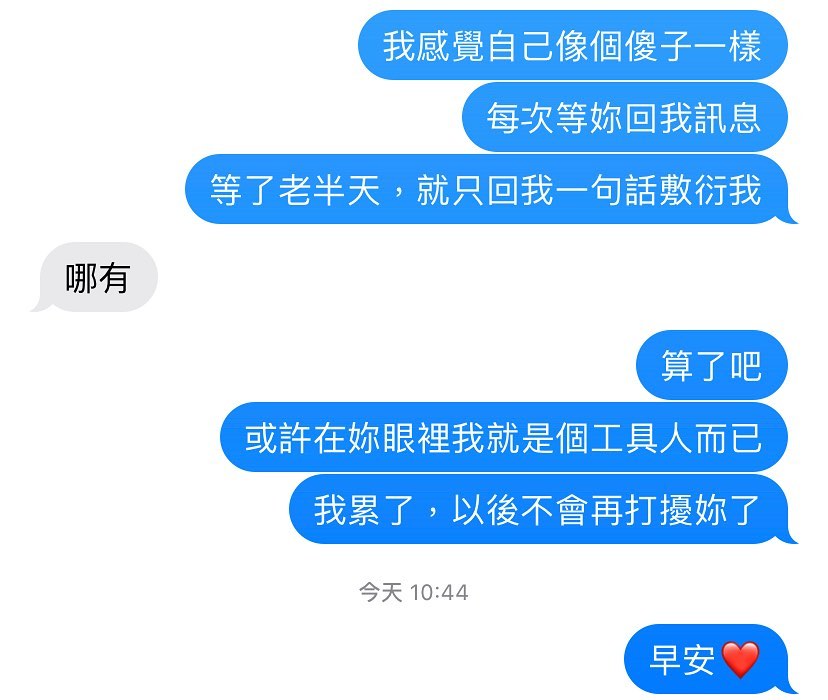 我感覺自己像個傻子一樣
每次等妳回我訊息
等了老半天，就只回我一句話敷衍我
哪有
算了吧
或許在妳眼裡我就是個工具人而已
我累了，以後不會再打擾妳了
今天 10:44
早安❤️